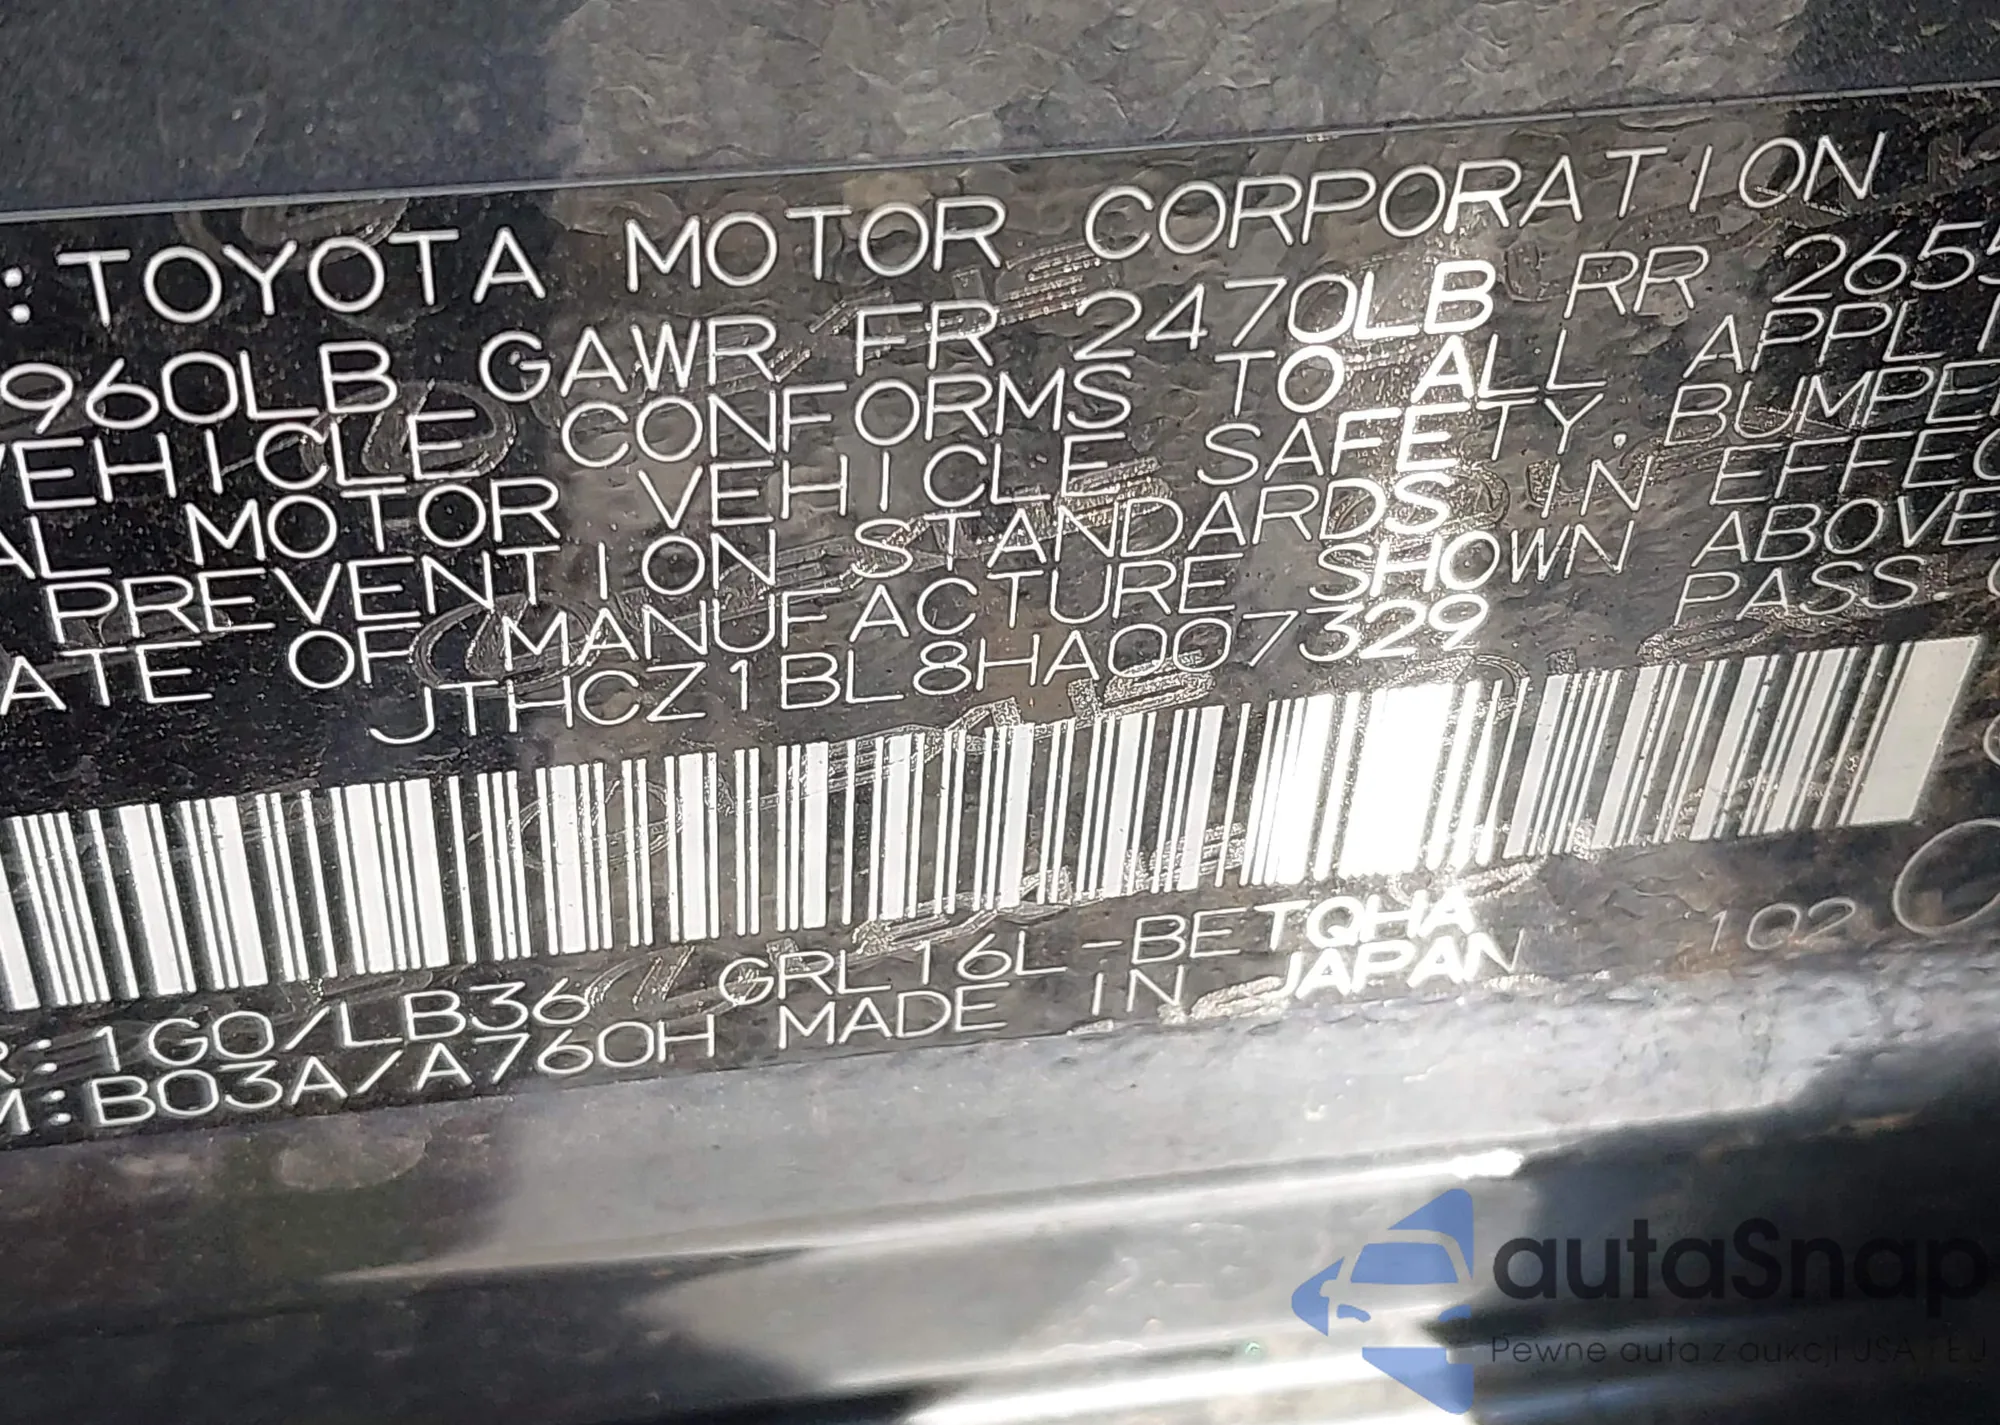 :TOYOTA MOTOR CORPORATION
960LB GAWR FR 2470LB RR 2655
VEHICLE CONFORMS TO ALL APPLI
AL MOTOR VEHICLE SAFETY, BUMPER
PREVENTION STANDARDS IN EFFEC
ATE OF MANUFACTURE SHOWN ABOVE
JTHCZ1BL8HA007329 PASS.
R:1G0/LB36 GRL16L-BETQHA 102
M:B03A/A760H MADE IN JAPAN
autaSnap
Pewne auta z aukcji USA i EU